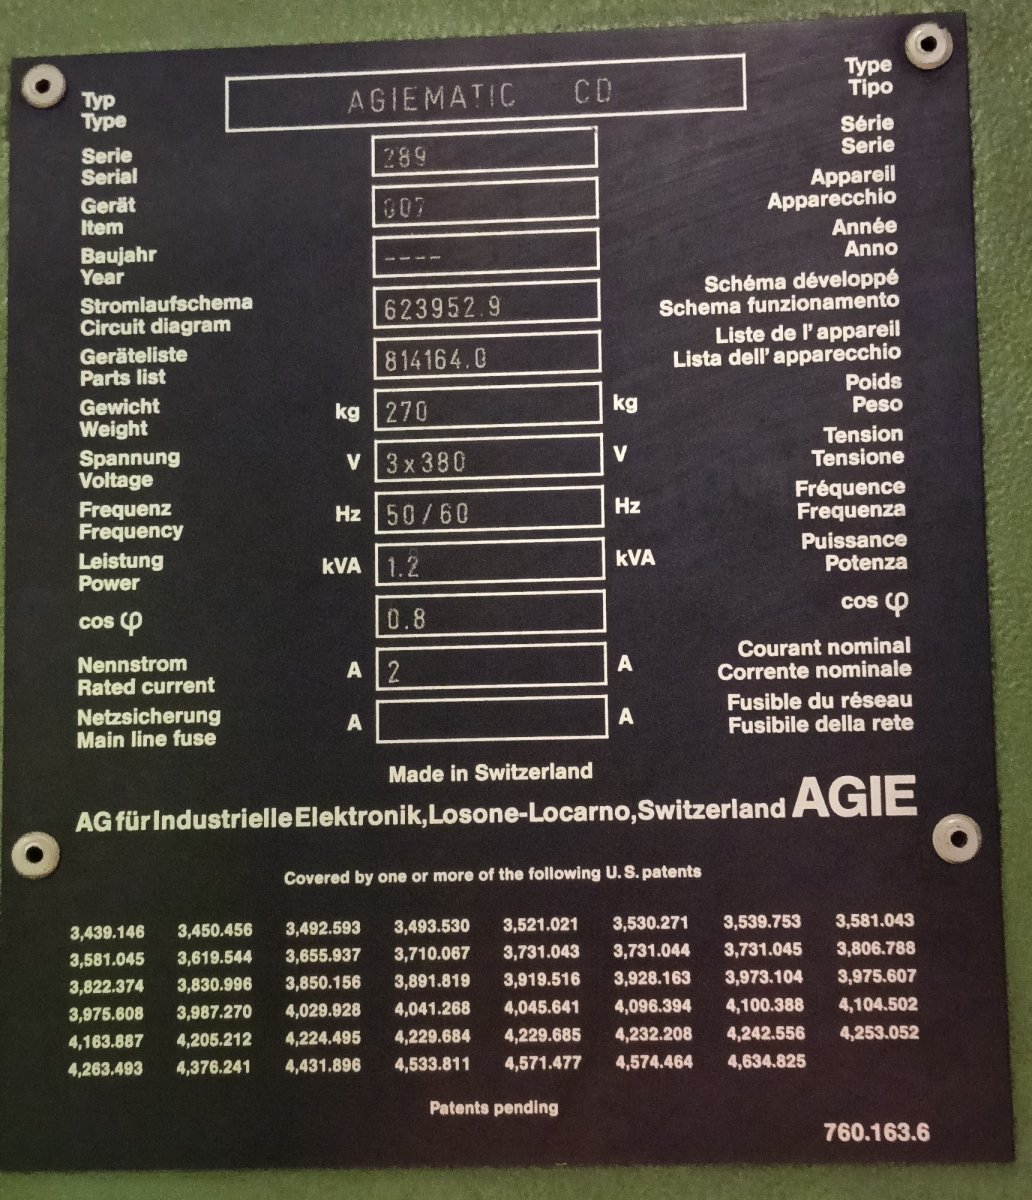 Typ
Type
AGIEMATIC CD
Type
Tipo
Serie
Serial
289
Série
Serie
Gerät
Item
007
Appareil
Apparecchio
Baujahr
Year
----
Année
Anno
Stromlaufschema
Circuit diagram
623952.9
Schéma développé
Schema funzionamento
Geräteliste
Parts list
814164.0
Liste de l'appareil
Lista dell'apparecchio
Gewicht
Weight
kg 270 kg
Poids
Peso
Spannung
Voltage
V 3x380 V
Tension
Tensione
Frequenz
Frequency
Hz 50/60 Hz
Fréquence
Frequenza
Leistung
Power
kVA 1.2 kVA
Puissance
Potenza
cos φ 0.8 cos φ
Nennstrom
Rated current
A 2 A
Courant nominal
Corrente nominale
Netzsicherung
Main line fuse
A A
Fusible du réseau
Fusibile della rete
Made in Switzerland
AG für Industrielle Elektronik, Losone-Locarno, Switzerland AGIE
Covered by one or more of the following U.S. patents
3,439.146 3,450.456 3,492.593 3,493.530 3,521.021 3,530.271 3,539.753 3,581.043
3,581.045 3,619.544 3,655.937 3,710.067 3,731.043 3,731.044 3,731.045 3,806.788
3,822.374 3,830.996 3,850.156 3,891.819 3,919.516 3,928.163 3,973.104 3,975.607
3,975.608 3,987.270 4,029.928 4,041.268 4,045.641 4,096.394 4,100.388 4,104.502
4,163.887 4,205.212 4,224.495 4,229.684 4,229.685 4,232.208 4,242.556 4,253.052
4,263.493 4,376.241 4,431.896 4,533.811 4,571.477 4,574.464 4,634.825
Patents pending
760.163.6